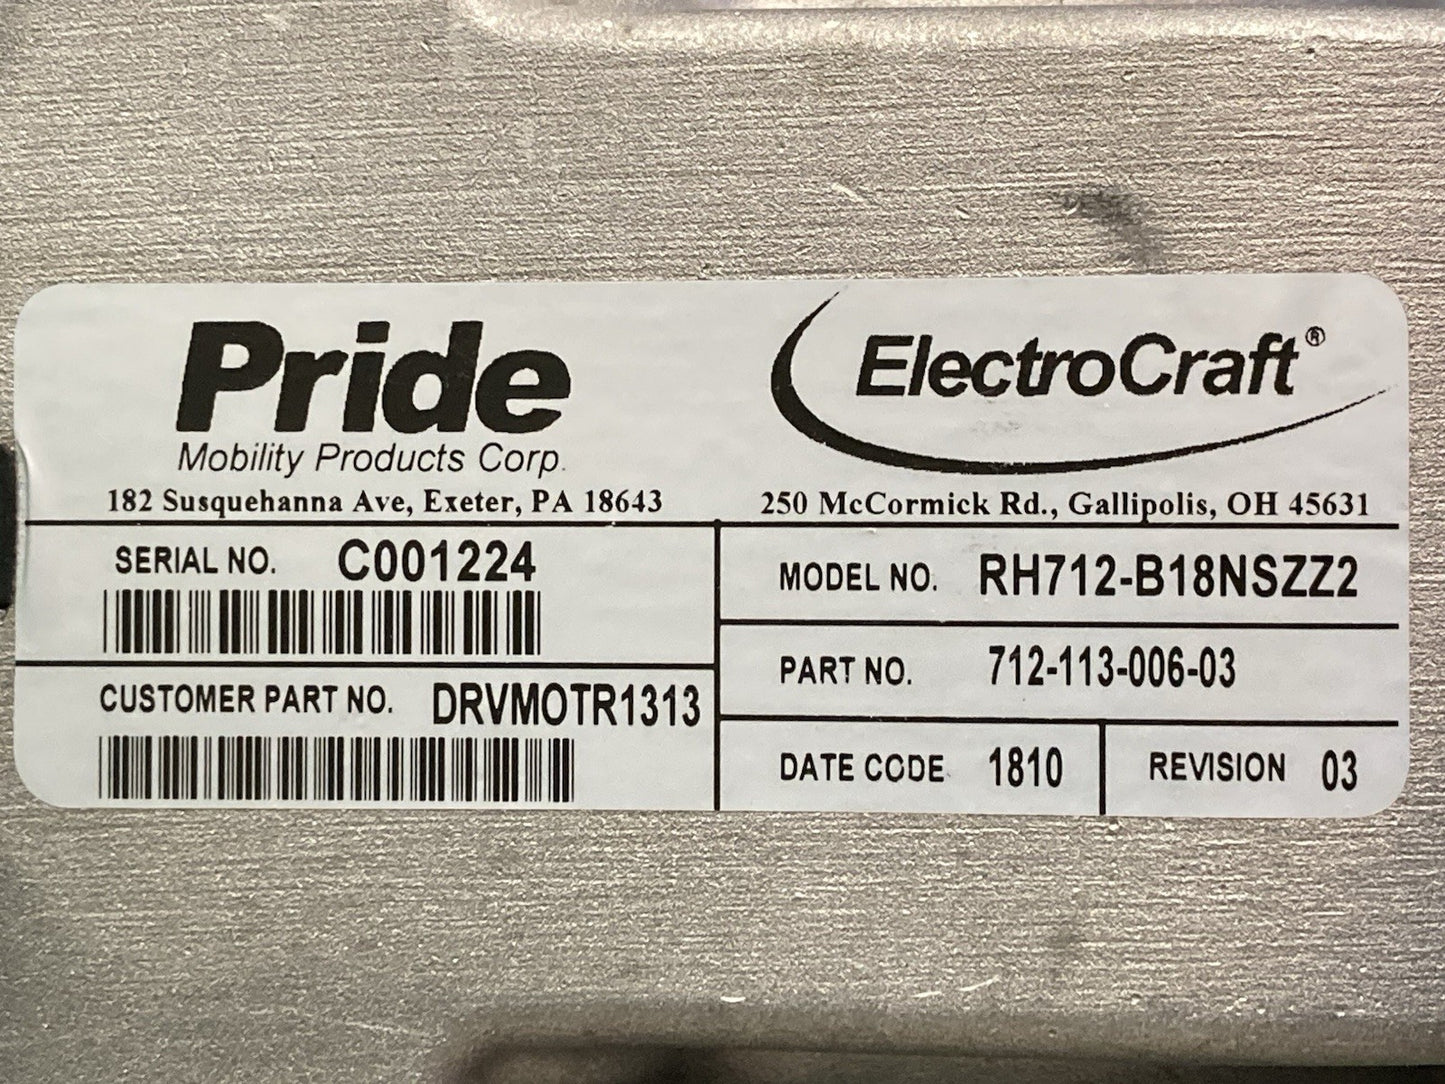 Pride
Mobility Products Corp.
182 Susquehanna Ave, Exeter, PA 18643
ElectroCraft®
250 McCormick Rd., Gallipolis, OH 45631
SERIAL NO. C001224
CUSTOMER PART NO. DRVMOTR1313
MODEL NO. RH712-B18NSZZ2
PART NO. 712-113-006-03
DATE CODE 1810 REVISION 03